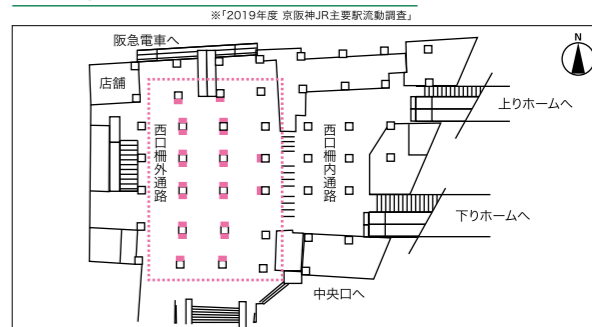 ※「2019年度 京阪神JR主要駅流動調査」
阪急電車へ
N
店舗
上りホームへ
西口柵外通路
西口柵内通路
下りホームへ
中央口へ